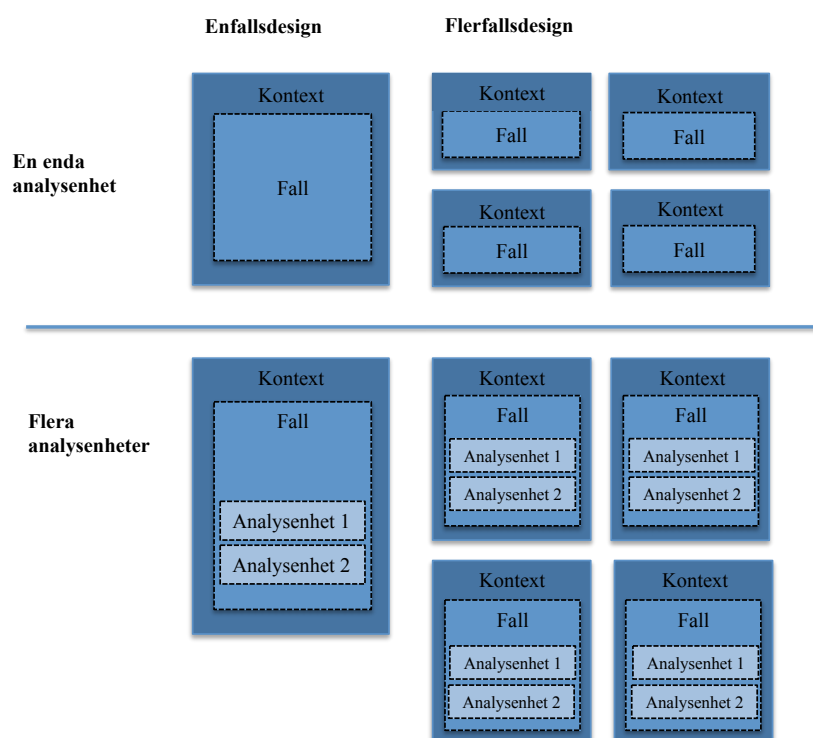 Enfallsdesign
Flerfallsdesign
En enda
analysenhet
Kontext
Fall
Kontext
Fall
Kontext
Fall
Kontext
Fall
Kontext
Fall
Flera
analysenheter
Kontext
Fall
Analysenhet 1
Analysenhet 2
Kontext
Fall
Analysenhet 1
Analysenhet 2
Kontext
Fall
Analysenhet 1
Analysenhet 2
Kontext
Fall
Analysenhet 1
Analysenhet 2
Kontext
Fall
Analysenhet 1
Analysenhet 2